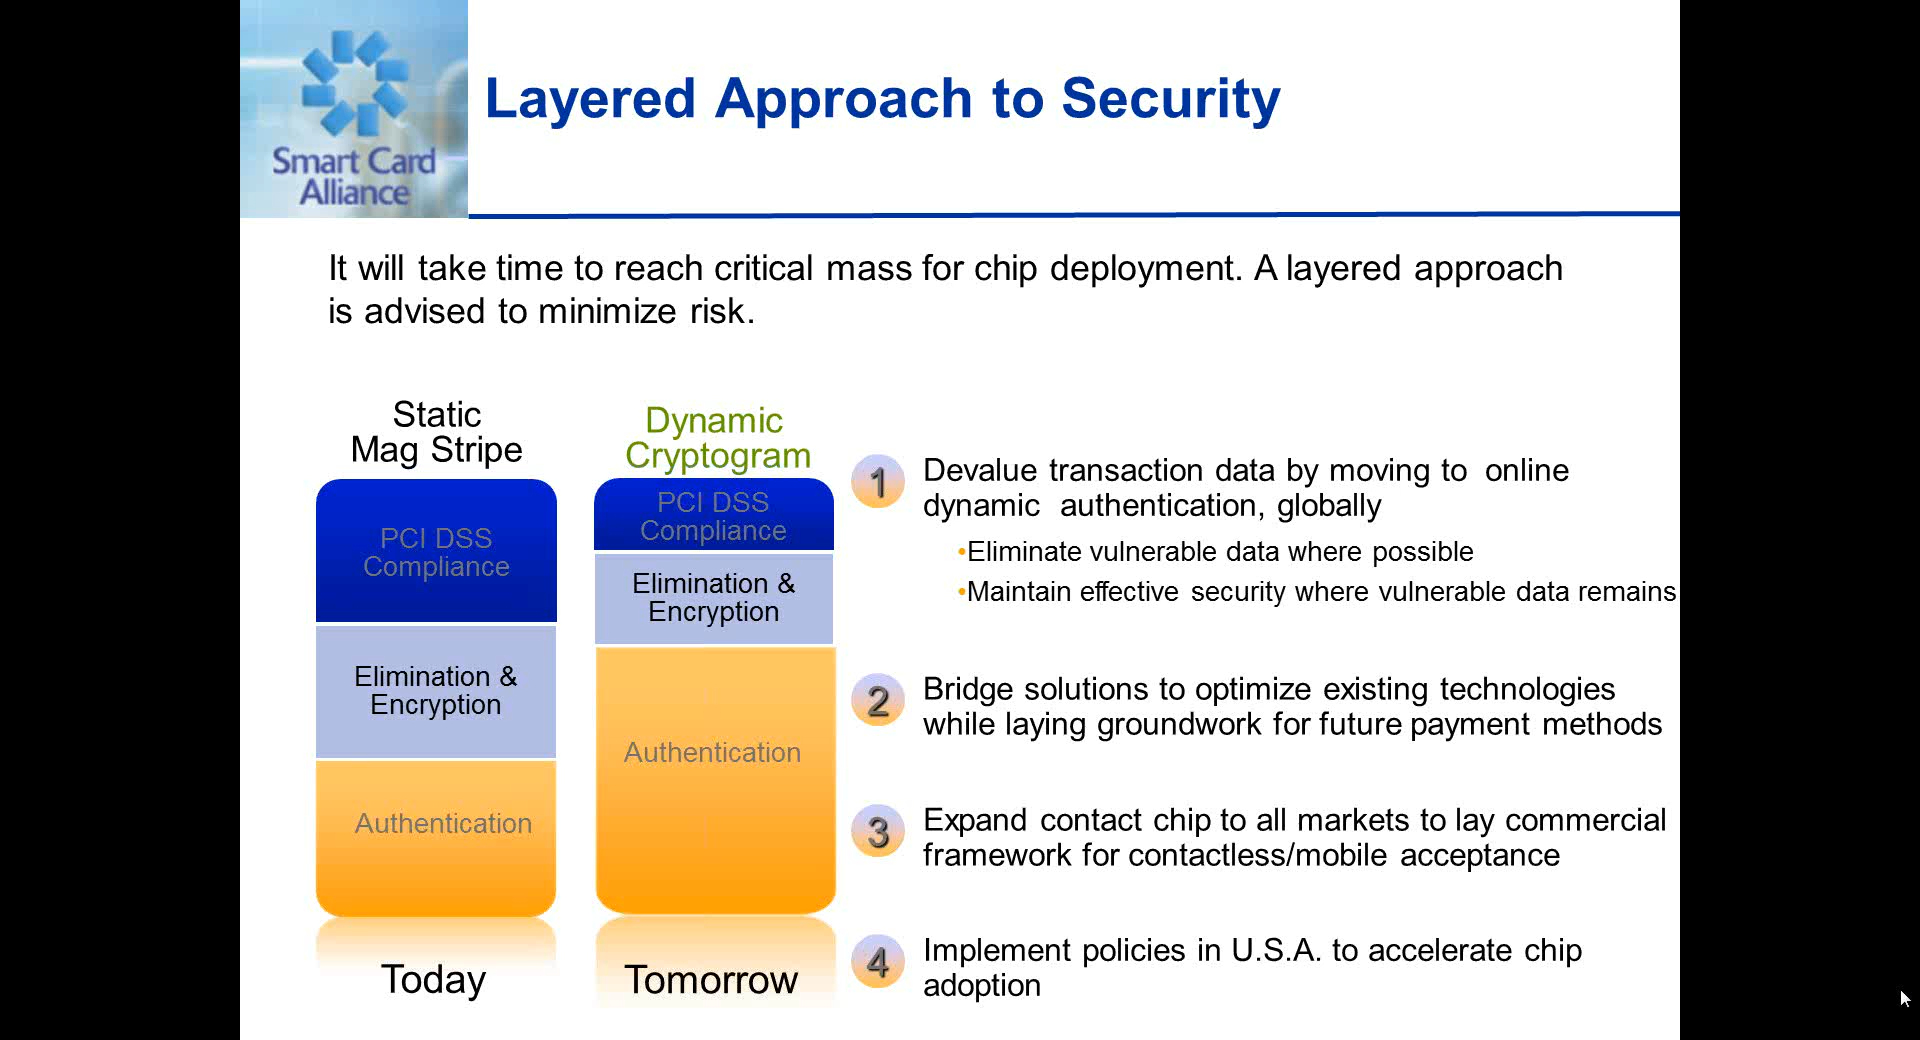 Smart Card
Alliance
Layered Approach to Security
It will take time to reach critical mass for chip deployment. A layered approach
is advised to minimize risk.
Static
Mag Stripe
PCI DSS
Compliance
Elimination &
Encryption
Authentication
Today
Dynamic
Cryptogram
PCI DSS
Compliance
Elimination &
Encryption
Authentication
Tomorrow
1 Devalue transaction data by moving to online
dynamic authentication, globally
•Eliminate vulnerable data where possible
•Maintain effective security where vulnerable data remains
2 Bridge solutions to optimize existing technologies
while laying groundwork for future payment methods
3 Expand contact chip to all markets to lay commercial
framework for contactless/mobile acceptance
4 Implement policies in U.S.A. to accelerate chip
adoption